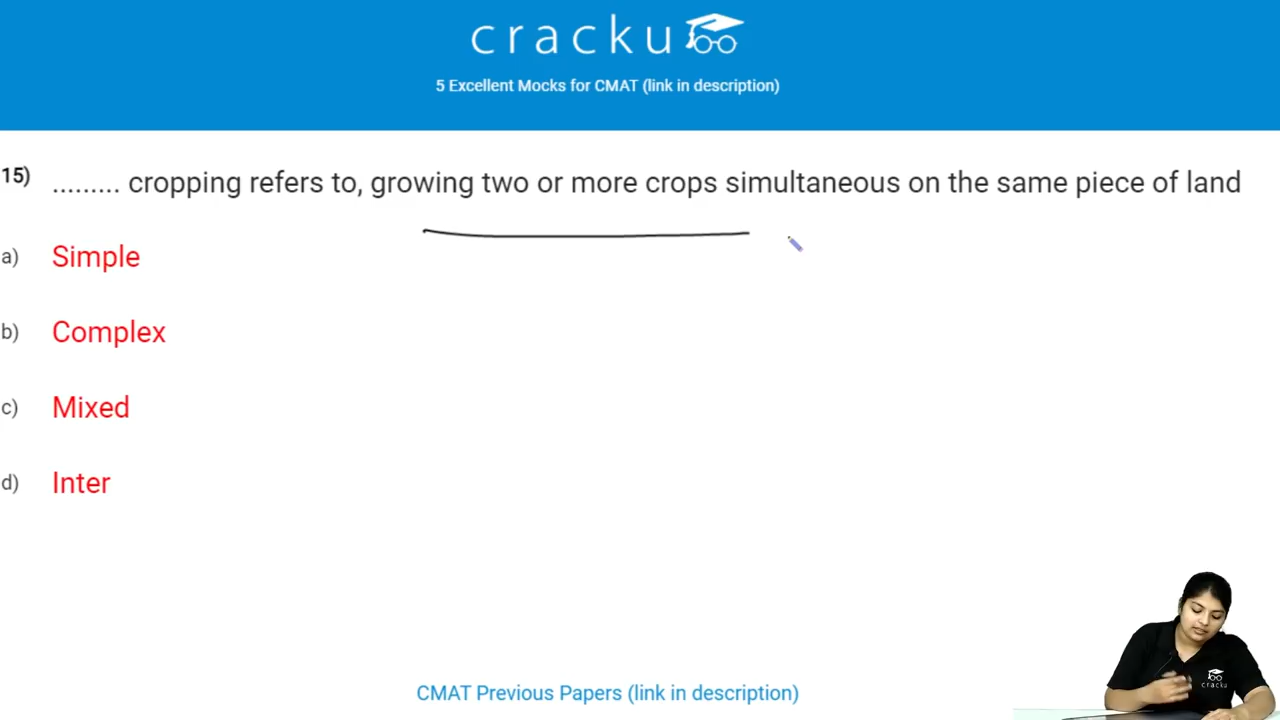 cracku
5 Excellent Mocks for CMAT (link in description)
15) ......... cropping refers to, growing two or more crops simultaneous on the same piece of land
a) Simple
b) Complex
c) Mixed
d) Inter
cracku
CMAT Previous Papers (link in description)